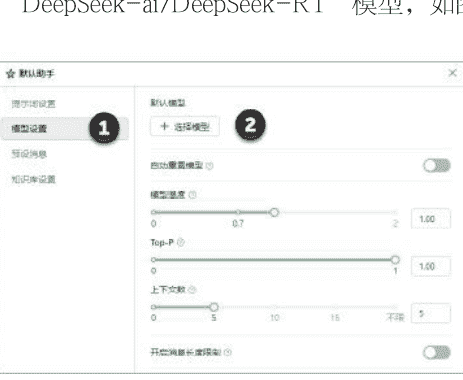 DeepSeek-ai/DeepSeek-R1 模型，如
默认助手
提示词设置
模型设置
预设消息
知识库设置
1
默认模型
+ 选择模型
2
自动重置模型
模型温度
0 0.7 2 1.00
Top-P
0 1 1.00
上下文数
0 5 10 15 不限 5
开启消息长度限制